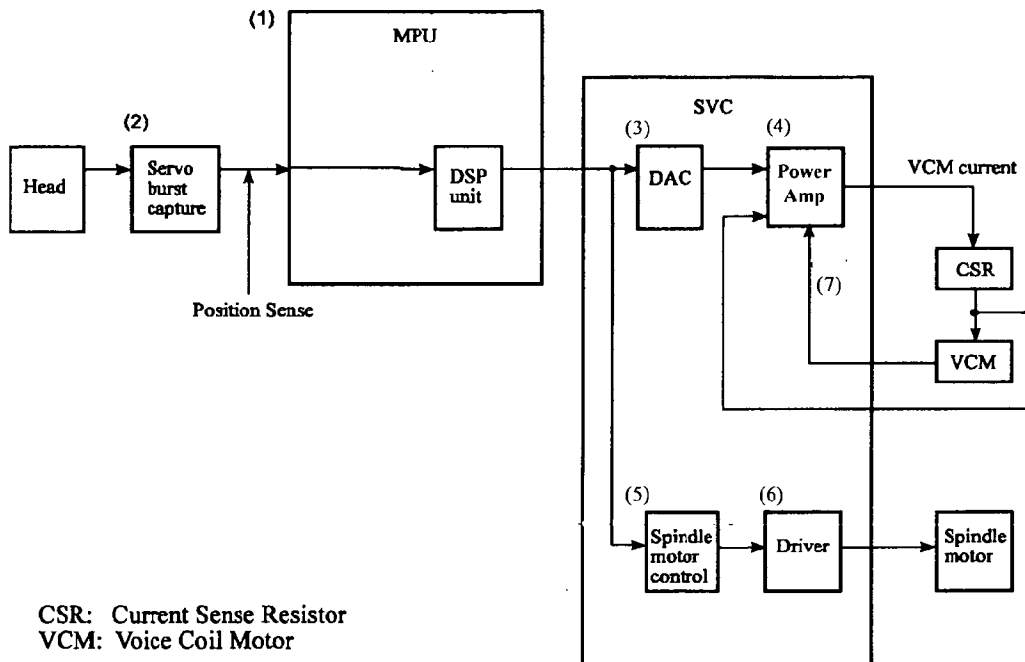 (1)
MPU
SVC
(2)
(3)
(4)
Head
Servo
burst
capture
DSP
unit
DAC
Power
Amp
VCM current
CSR
(7)
Position Sense
VCM
(5)
(6)
Spindle
motor
control
Driver
Spindle
motor
CSR: Current Sense Resistor
VCM: Voice Coil Motor